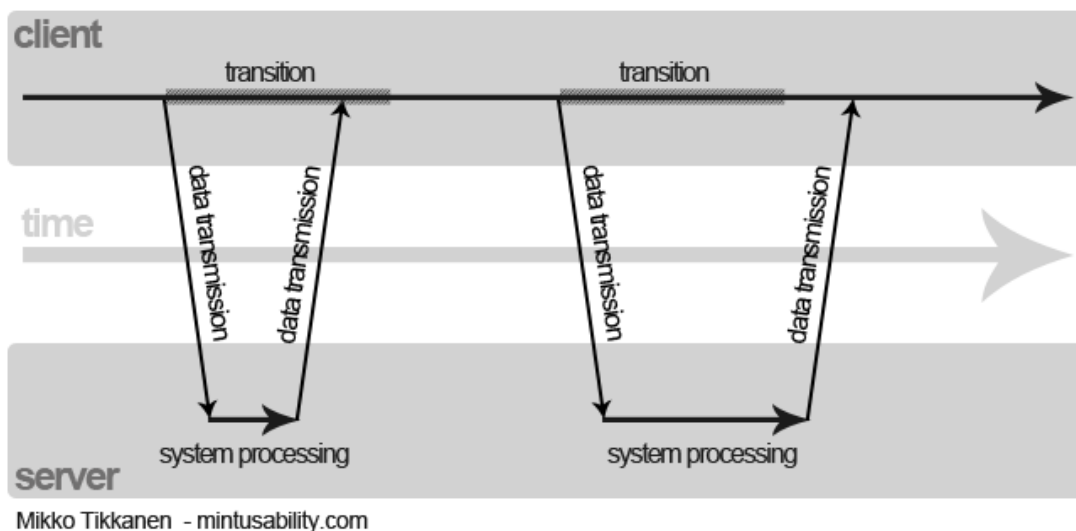 client
transition
transition
data transmission
data transmission
data transmission
data transmission
time
system processing
system processing
server
Mikko Tikkanen - mintusability.com